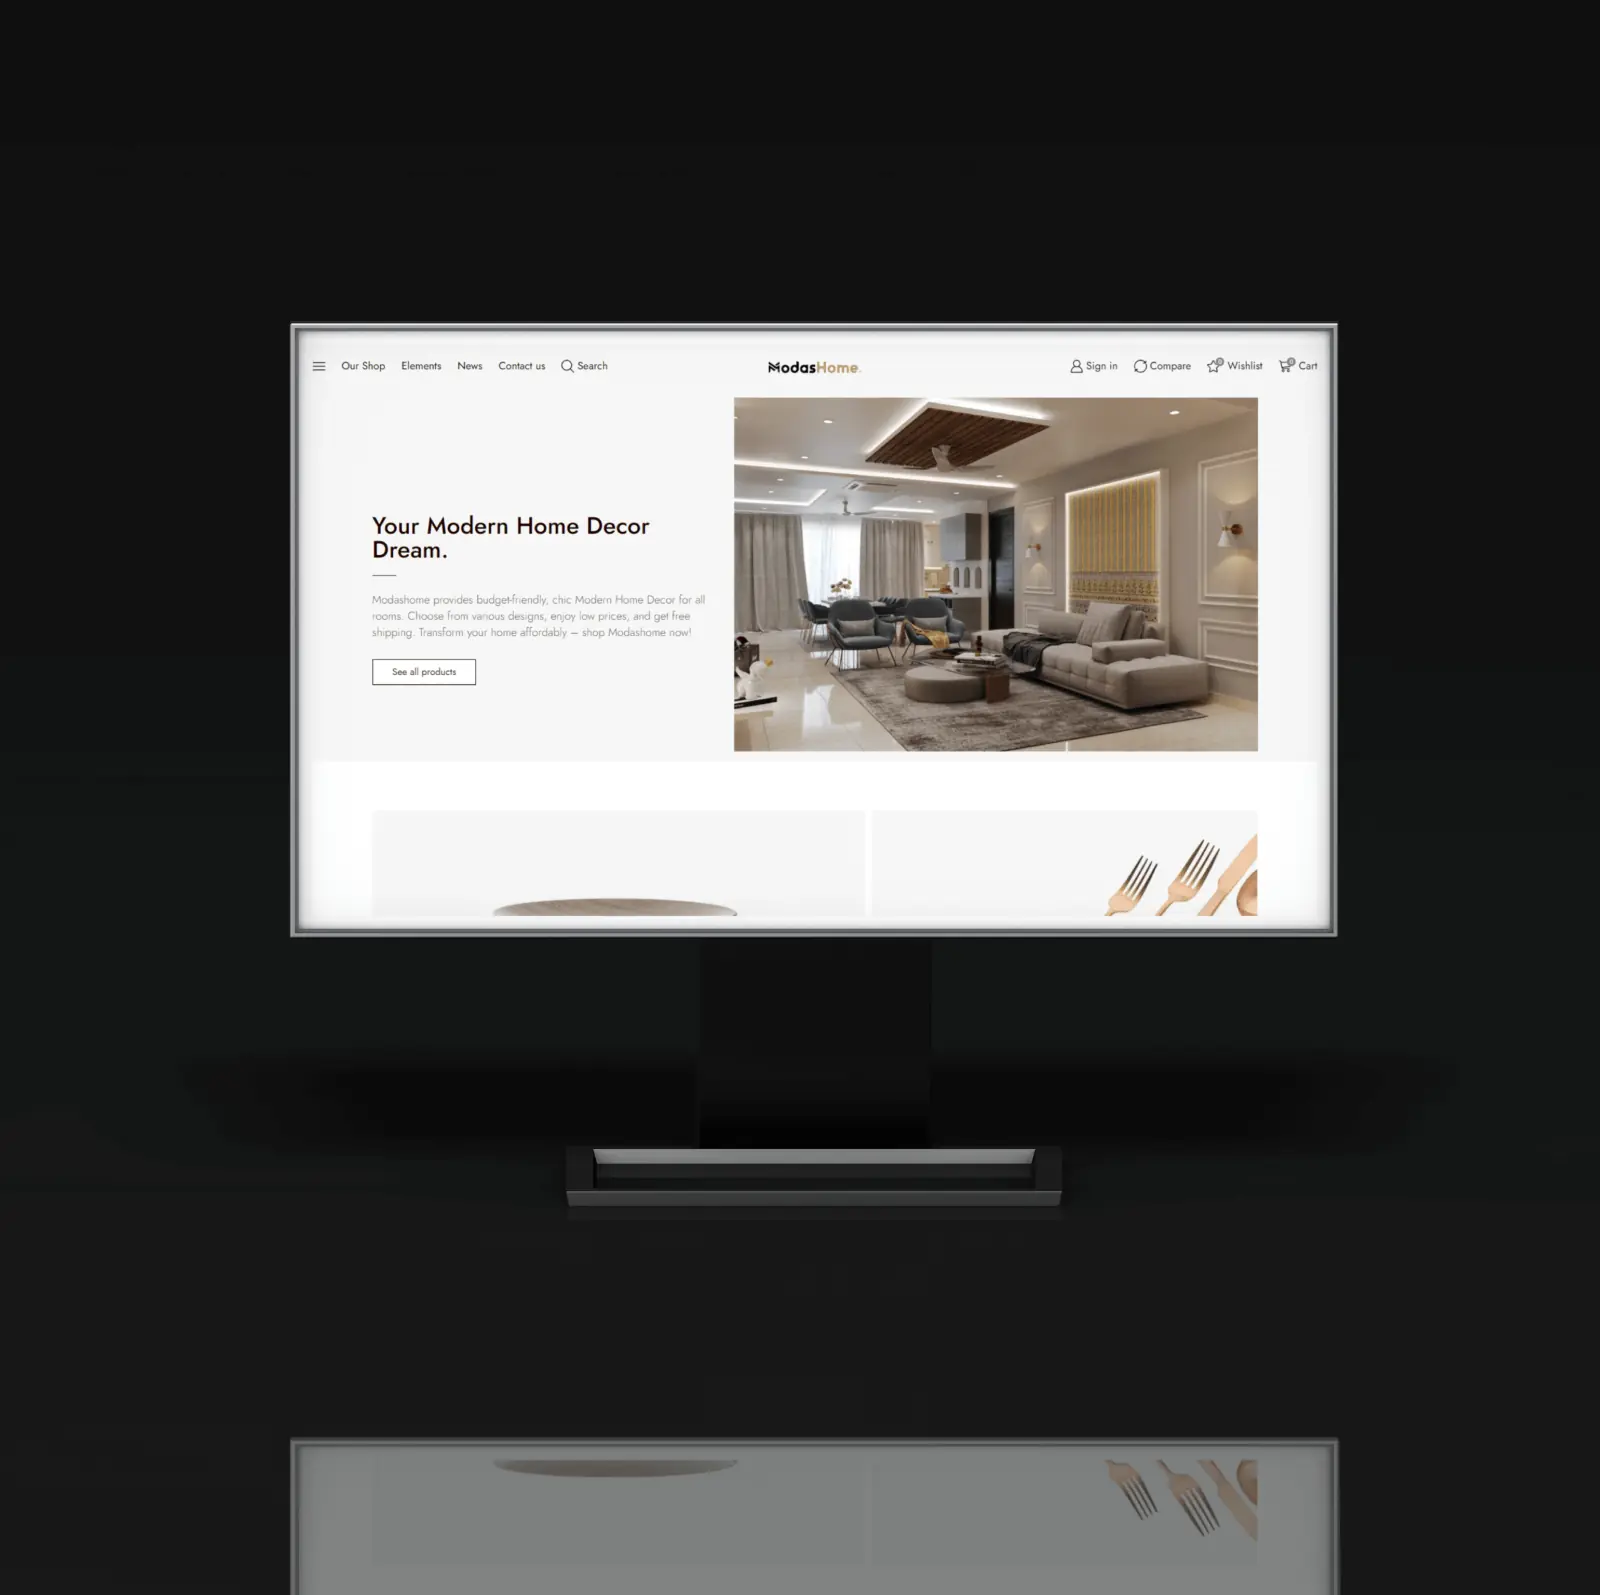 Our Shop Elements News Contact us Search ModasHome. Sign in Compare 0 Wishlist 0 Cart
Your Modern Home Decor
Dream.
Modashome provides budget-friendly, chic Modern Home Decor for all
rooms. Choose from various designs, enjoy low prices, and get free
shipping. Transform your home affordably — shop Modashome now!
See all products